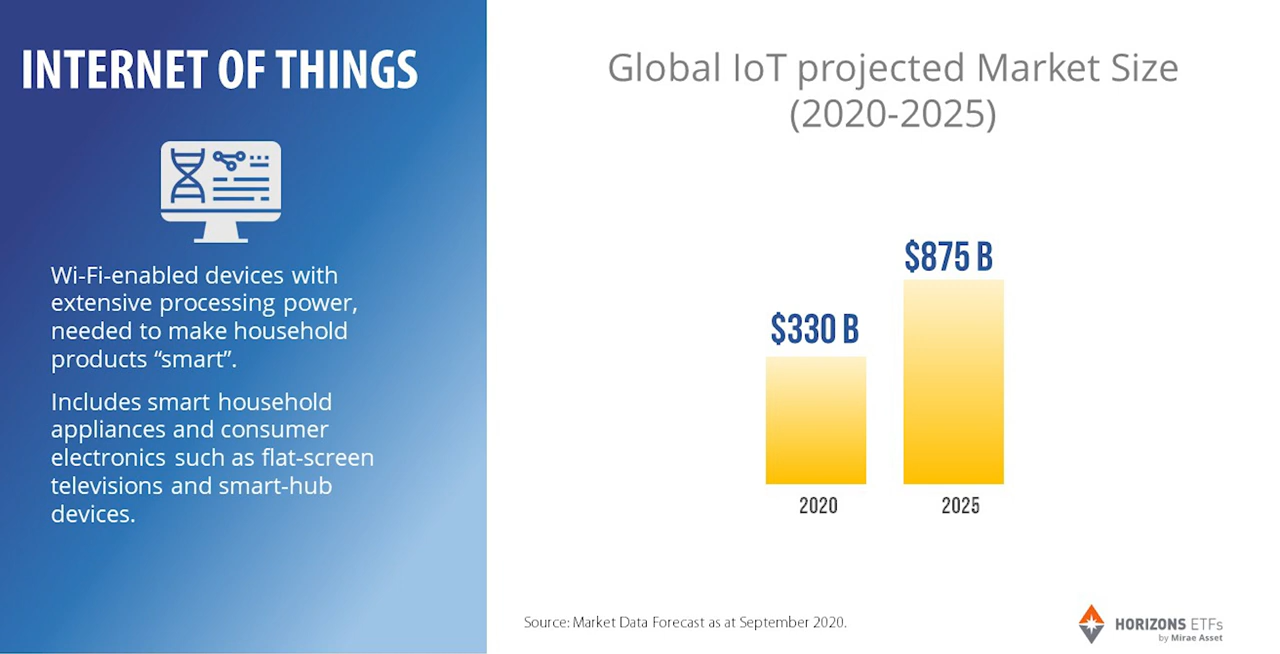 INTERNET OF THINGS
Wi-Fi-enabled devices with
extensive processing power,
needed to make household
products “smart”.
Includes smart household
appliances and consumer
electronics such as flat-screen
televisions and smart-hub
devices.
Global IoT projected Market Size
(2020-2025)
$330 B
$875 B
2020
2025
Source: Market Data Forecast as at September 2020.
HORIZONS ETFs
by Mirae Asset